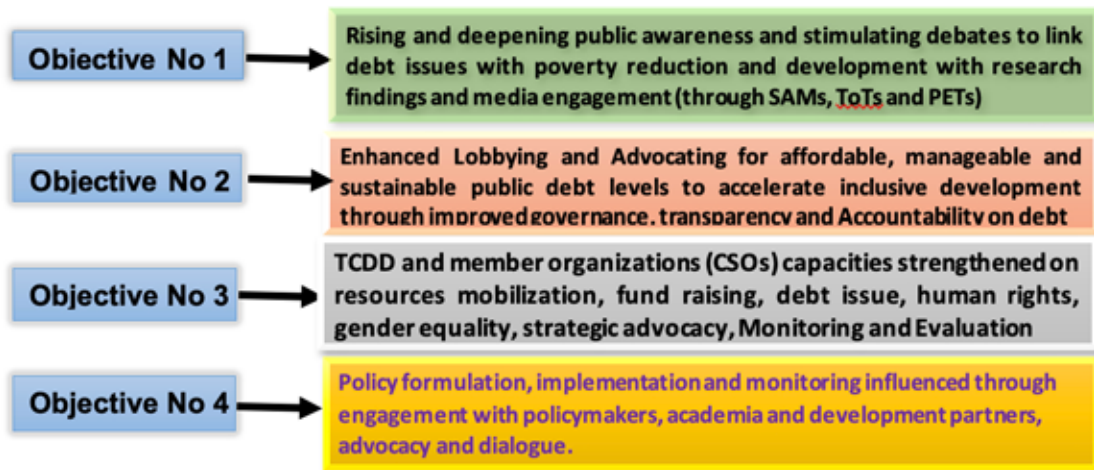 Objective No 1
Rising and deepening public awareness and stimulating debates to link
debt issues with poverty reduction and development with research
findings and media engagement (through SAMs, ToTs and PETs)
Objective No 2
Enhanced Lobbying and Advocating for affordable, manageable and
sustainable public debt levels to accelerate inclusive development
through improved governance, transparency and Accountability on debt
Objective No 3
TCDD and member organizations (CSOs) capacities strengthened on
resources mobilization, fund raising, debt issue, human rights,
gender equality, strategic advocacy, Monitoring and Evaluation
Objective No 4
Policy formulation, implementation and monitoring influenced through
engagement with policymakers, academia and development partners,
advocacy and dialogue.